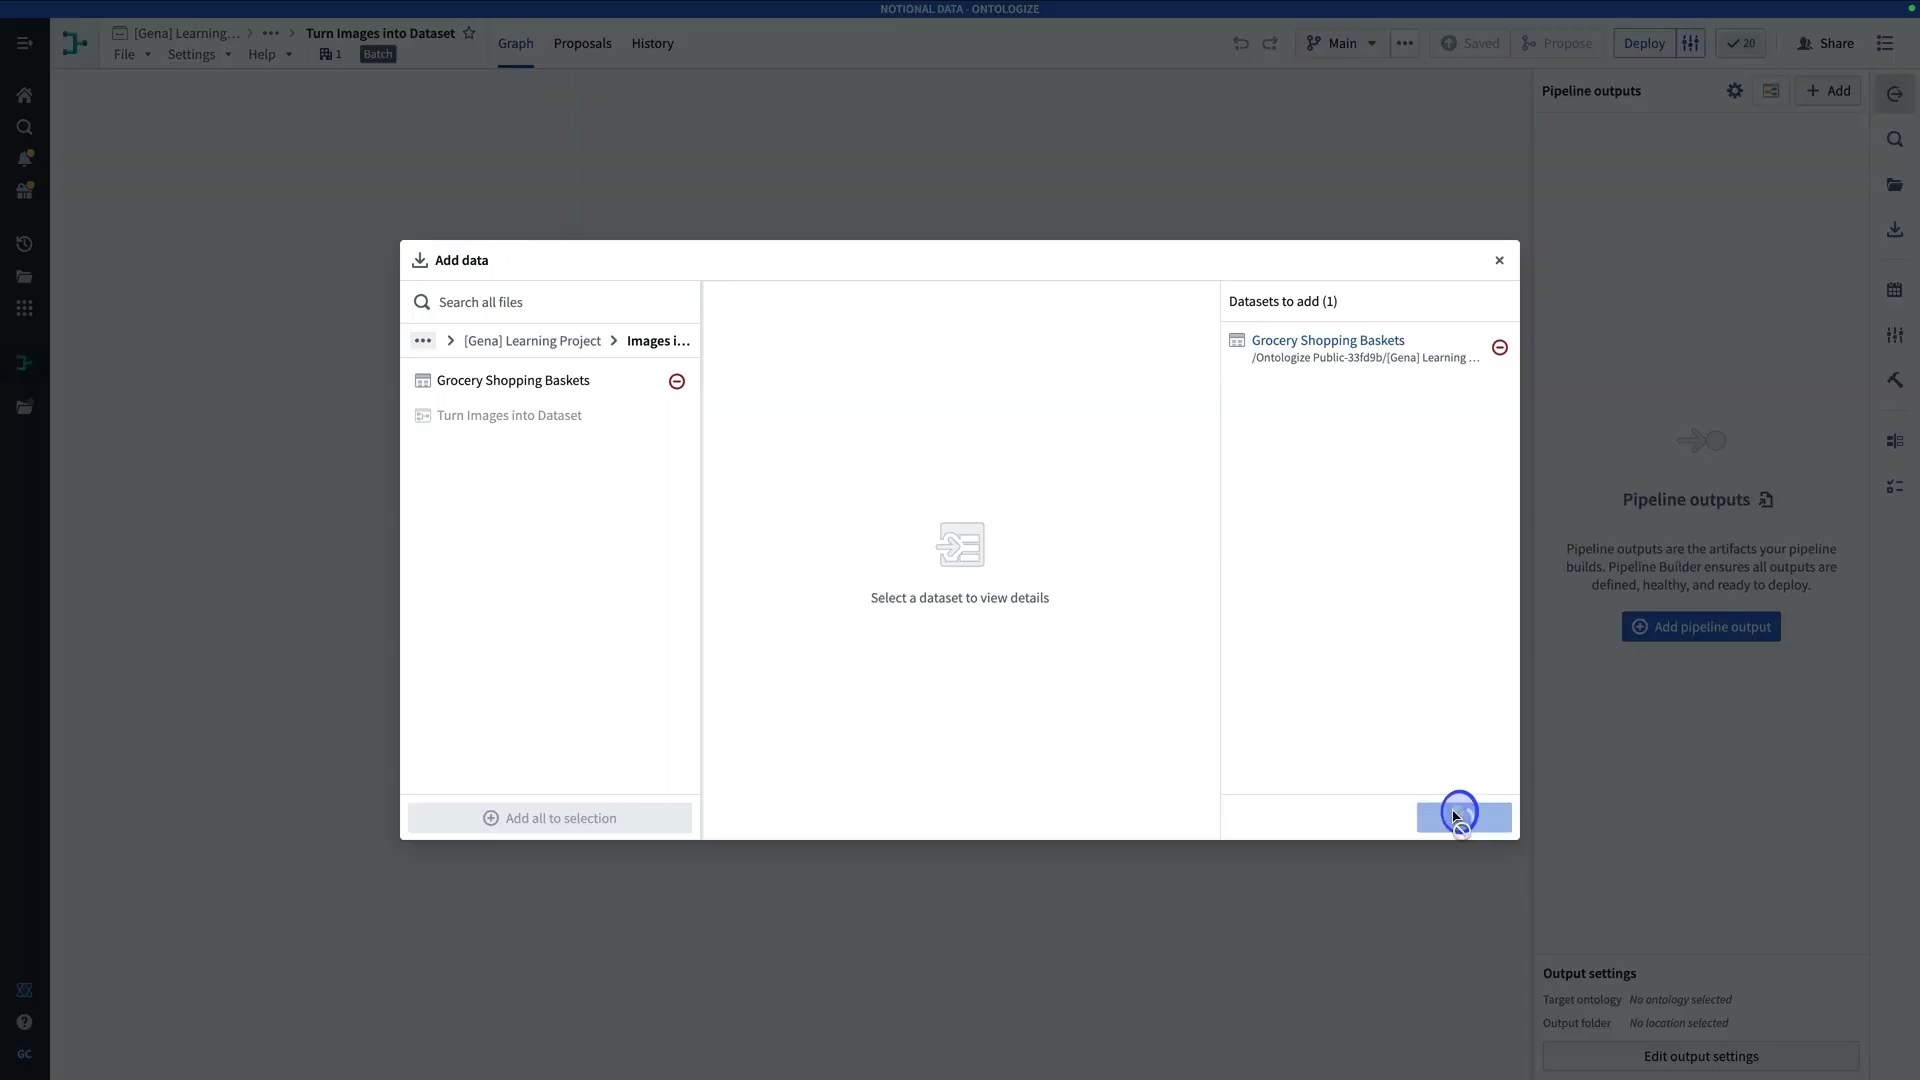 NOTIONAL DATA - ONTOLOGIZE
[Gena] Learning... > ••• > Turn Images into Dataset
File Settings Help 1 Batch
Graph Proposals History
Main ••• Saved Propose Deploy 20 Share
Pipeline outputs + Add
Add data
Search all files
••• > [Gena] Learning Project > Images i...
Grocery Shopping Baskets
Turn Images into Dataset
Add all to selection
Select a dataset to view details
Datasets to add (1)
Grocery Shopping Baskets
/Ontologize Public-33fd9b/[Gena] Learning ...
Pipeline outputs
Pipeline outputs are the artifacts your pipeline
builds. Pipeline Builder ensures all outputs are
defined, healthy, and ready to deploy.
Add pipeline output
Output settings
Target ontology No ontology selected
Output folder No location selected
Edit output settings
GC